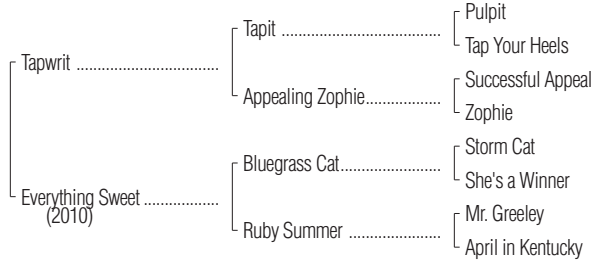 Pulpit
Tapit ........................................
Tap Your Heels
Tapwrit ....................................
Successful Appeal
Appealing Zophie...................
Zophie
Storm Cat
Bluegrass Cat.........................
She's a Winner
Everything Sweet ...................
(2010)
Mr. Greeley
Ruby Summer .......................
April in Kentucky